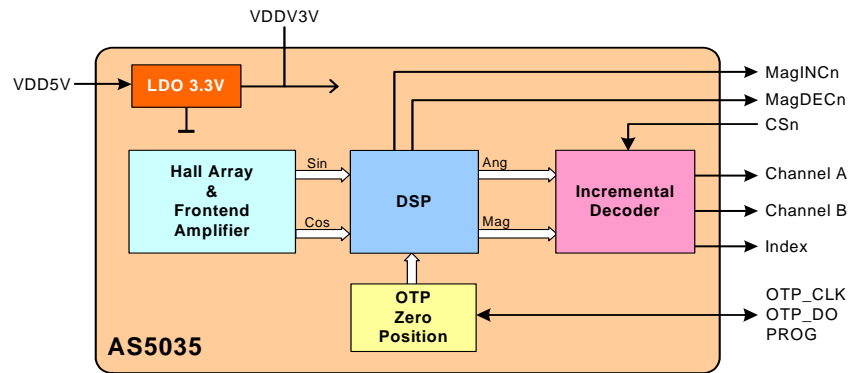 VDDV3V
VDD5V
LDO 3.3V
MagINCn
MagDECn
CSn
Hall Array
&
Frontend
Amplifier
Sin
Cos
DSP
Ang
Mag
Incremental
Decoder
Channel A
Channel B
Index
OTP
Zero
Position
OTP_CLK
OTP_DO
PROG
AS5035